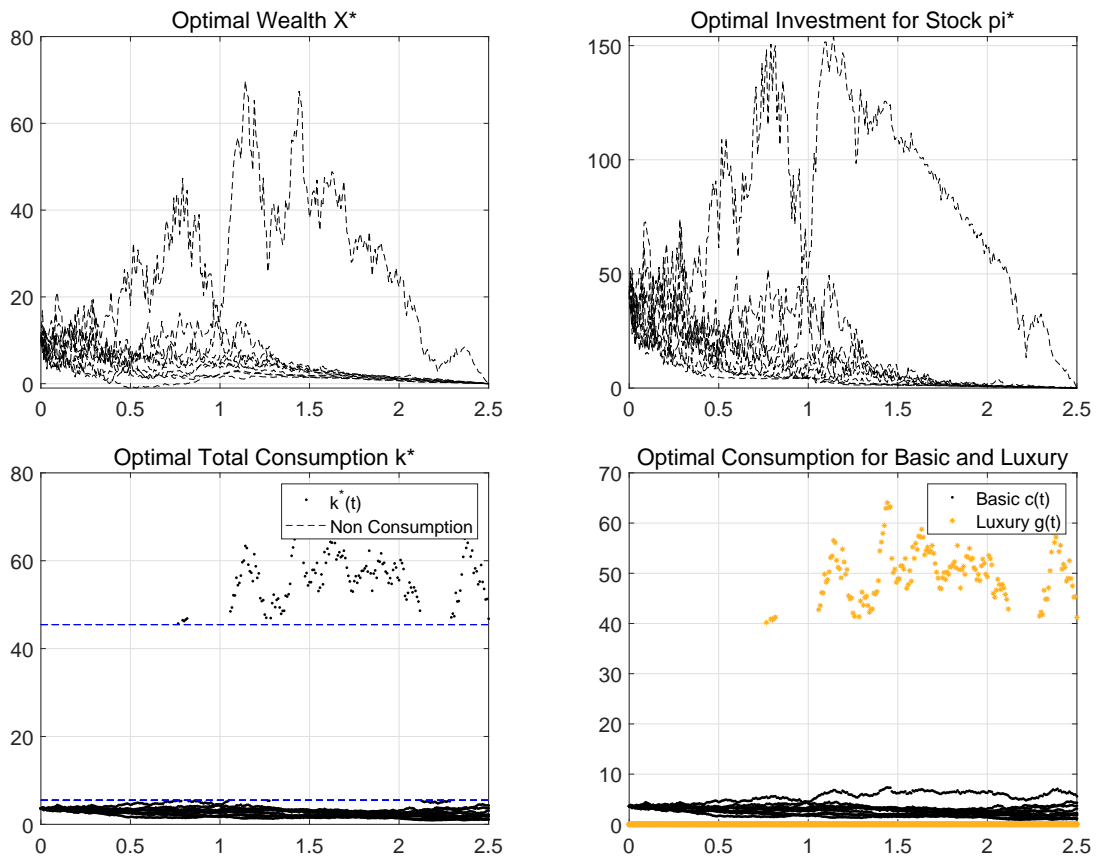 Optimal Wealth X*
80
60
40
20
0
0 0.5 1 1.5 2 2.5
Optimal Investment for Stock pi*
150
100
50
0
0 0.5 1 1.5 2 2.5
Optimal Total Consumption k*
80
60
40
20
0
0 0.5 1 1.5 2 2.5
k*(t)
Non Consumption
Optimal Consumption for Basic and Luxury
70
60
50
40
30
20
10
0
0 0.5 1 1.5 2 2.5
Basic c(t)
Luxury g(t)